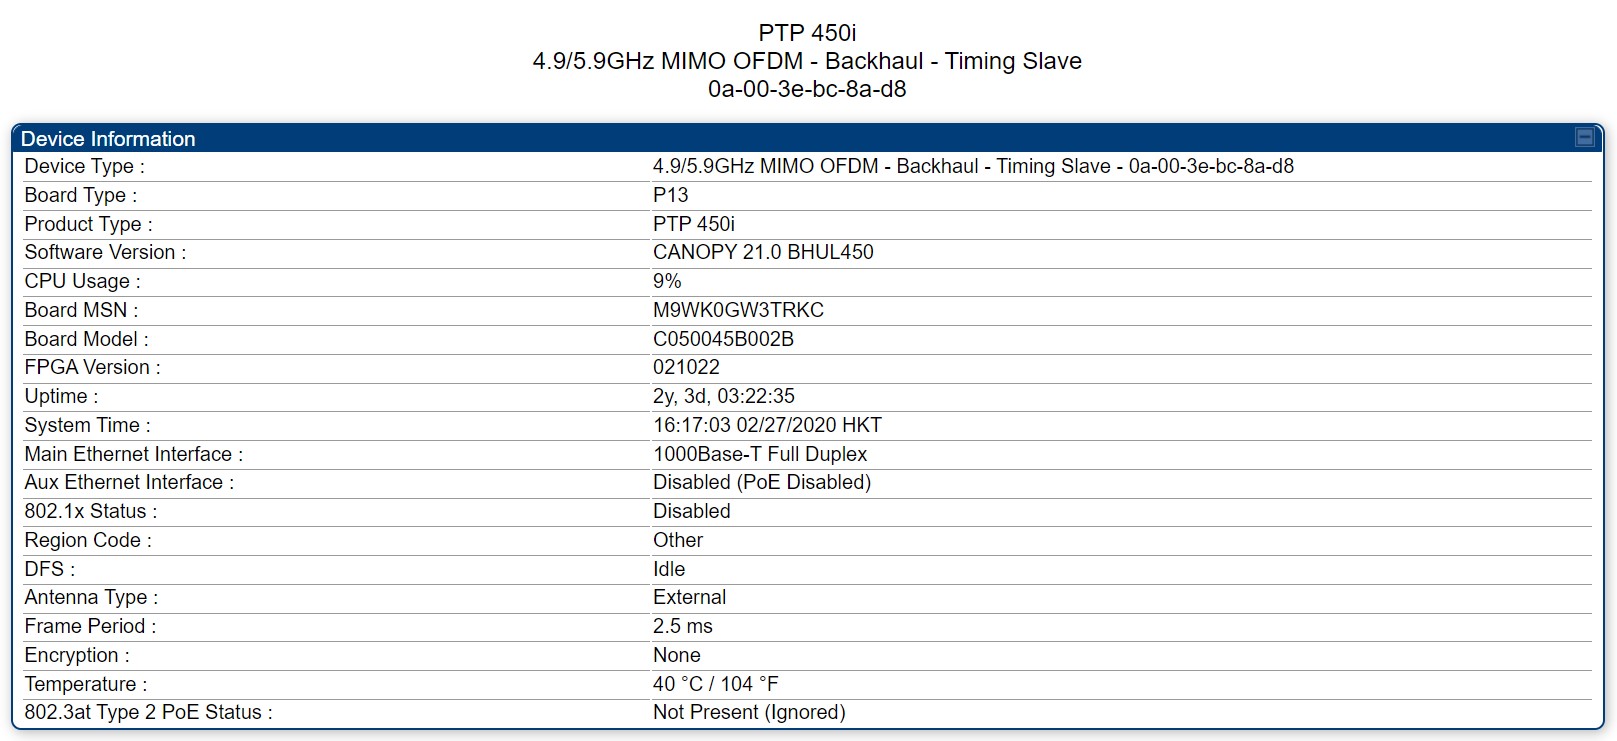 PTP 450i
4.9/5.9GHz MIMO OFDM - Backhaul - Timing Slave
0a-00-3e-bc-8a-d8
Device Information
Device Type : 4.9/5.9GHz MIMO OFDM - Backhaul - Timing Slave - 0a-00-3e-bc-8a-d8
Board Type : P13
Product Type : PTP 450i
Software Version : CANOPY 21.0 BHUL450
CPU Usage : 9%
Board MSN : M9WK0GW3TRKC
Board Model : C050045B002B
FPGA Version : 021022
Uptime : 2y, 3d, 03:22:35
System Time : 16:17:03 02/27/2020 HKT
Main Ethernet Interface : 1000Base-T Full Duplex
Aux Ethernet Interface : Disabled (PoE Disabled)
802.1x Status : Disabled
Region Code : Other
DFS : Idle
Antenna Type : External
Frame Period : 2.5 ms
Encryption : None
Temperature : 40 °C / 104 °F
802.3at Type 2 PoE Status : Not Present (Ignored)